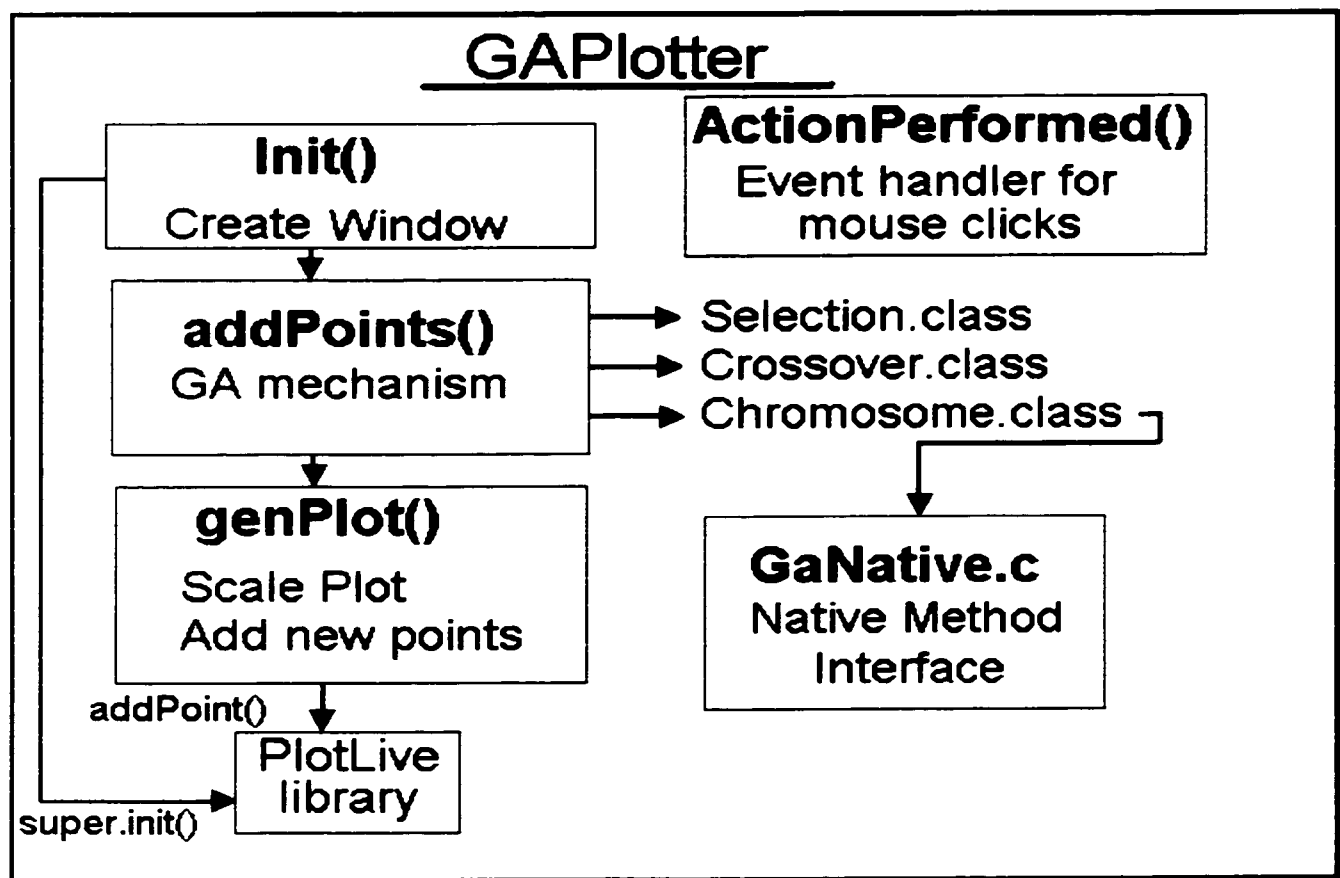 GAPlotter
Init()
Create Window
ActionPerformed()
Event handler for
mouse clicks
addPoints()
GA mechanism
Selection.class
Crossover.class
Chromosome.class
genPlot()
Scale Plot
Add new points
GaNative.c
Native Method
Interface
addPoint()
PlotLive
library
super.init()